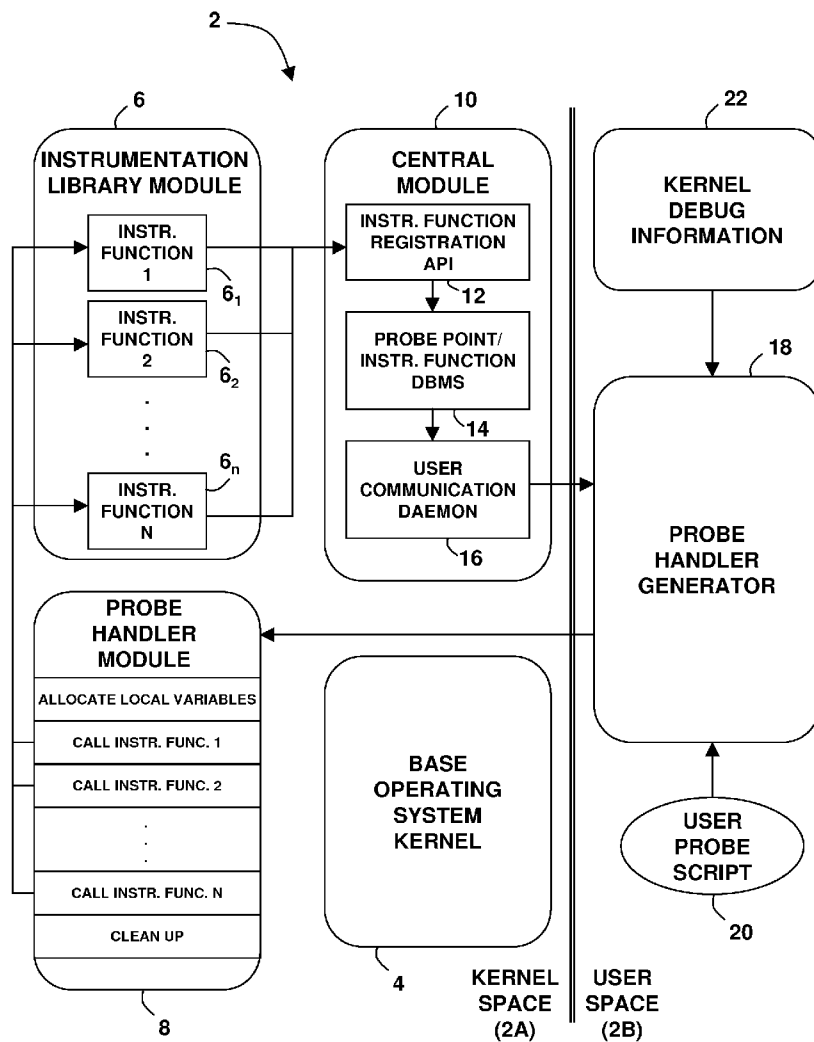 2
6
INSTRUMENTATION
LIBRARY MODULE
INSTR.
FUNCTION
1
6₁
INSTR.
FUNCTION
2
6₂
.
.
.
6ₙ
INSTR.
FUNCTION
N
10
CENTRAL
MODULE
INSTR. FUNCTION
REGISTRATION
API
12
PROBE POINT/
INSTR. FUNCTION
DBMS
14
USER
COMMUNICATION
DAEMON
16
22
KERNEL
DEBUG
INFORMATION
18
PROBE
HANDLER
GENERATOR
USER
PROBE
SCRIPT
20
PROBE
HANDLER
MODULE
ALLOCATE LOCAL VARIABLES
CALL INSTR. FUNC. 1
CALL INSTR. FUNC. 2
.
.
.
CALL INSTR. FUNC. N
CLEAN UP
8
BASE
OPERATING
SYSTEM
KERNEL
4
KERNEL
SPACE
(2A)
USER
SPACE
(2B)